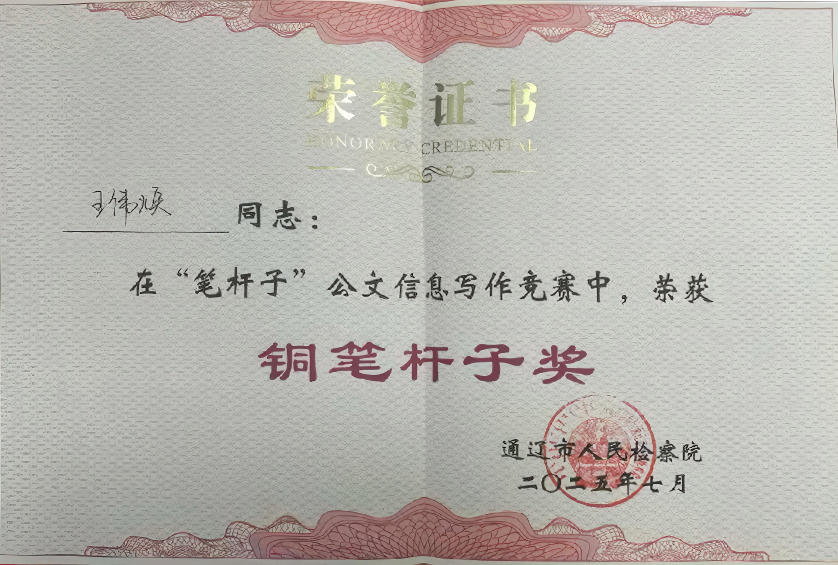 荣誉证书
HONORARY CREDENTIAL
王伟 同志：
在“笔杆子”公文信息写作竞赛中，荣获
铜笔杆子奖
通辽市人民检察院
二〇二五年七月